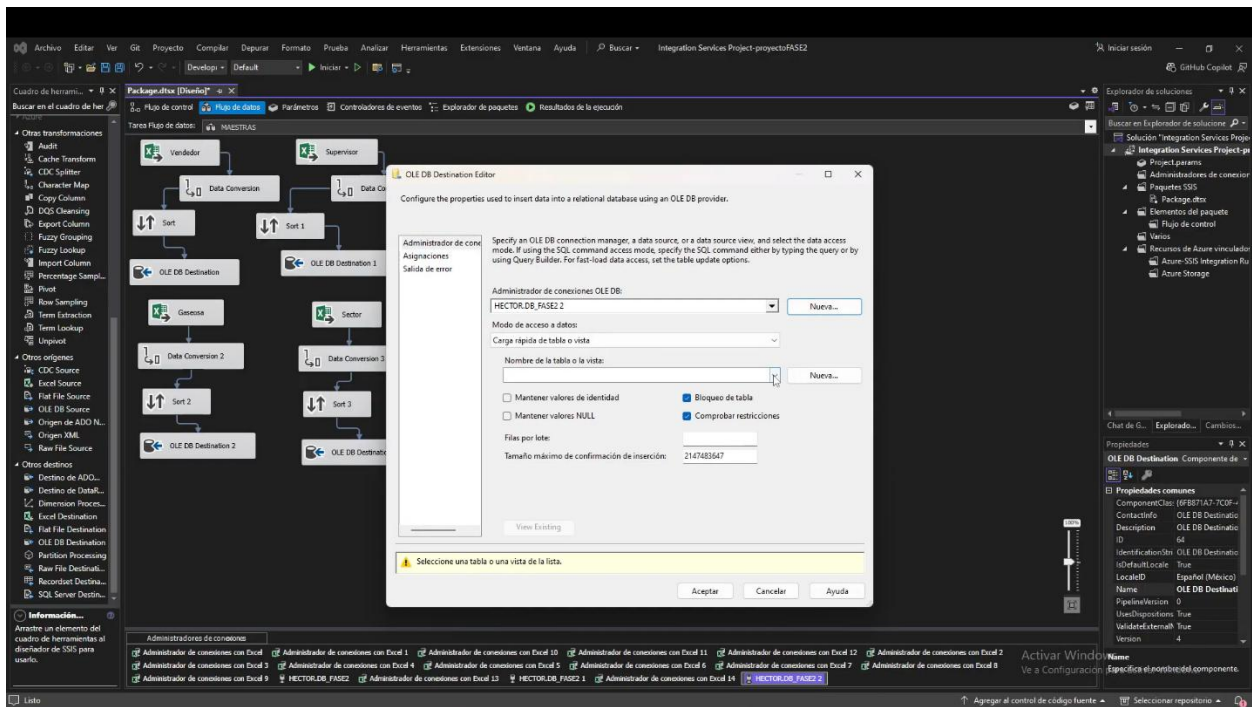 Archivo Editar Ver Git Proyecto Compilar Depurar Formato Prueba Analizar Herramientas Extensiones Ventana Ayuda Buscar Integration Services Project-proyectoFASE2 Iniciar sesión
Developi Default Iniciar GitHub Copilot
Cuadro de herrami...
Buscar en el cuadro de her
Otras transformaciones
Audit
Cache Transform
CDC Splitter
Character Map
Copy Column
DQS Cleansing
Export Column
Fuzzy Grouping
Fuzzy Lookup
Import Column
Percentage Sampl...
Pivot
Row Sampling
Term Extraction
Term Lookup
Unpivot
Otros orígenes
CDC Source
Excel Source
Flat File Source
OLE DB Source
Origen de ADO N...
Origen XML
Raw File Source
Otros destinos
Destino de ADO...
Destino de DataR...
Dimension Proces...
Excel Destination
Flat File Destination
OLE DB Destination
Partition Processing
Raw File Destinati...
Recordset Destina...
SQL Server Destin...
Información...
Arrastre un elemento del
cuadro de herramientas al
diseñador de SSIS para
usarlo.
Package.dtsx [Diseño]*
Flujo de control Flujo de datos Parámetros Controladores de eventos Explorador de paquetes Resultados de la ejecución
Tarea Flujo de datos: MAESTRAS
Vendedor Supervisor
Data Conversion Data Co
Sort Sort 1
OLE DB Destination OLE DB Destination 1
Gaseosa Sector
Data Conversion 2 Data Conversion 3
Sort 2 Sort 3
OLE DB Destination 2 OLE DB Destinatic
OLE DB Destination Editor
Configure the properties used to insert data into a relational database using an OLE DB provider.
Administrador de cone
Asignaciones
Salida de error
Specify an OLE DB connection manager, a data source, or a data source view, and select the data access
mode. If using the SQL command access mode, specify the SQL command either by typing the query or by
using Query Builder. For fast-load data access, set the table update options.
Administrador de conexiones OLE DB:
HECTOR.DB_FASE2 2 Nueva...
Modo de acceso a datos:
Carga rápida de tabla o vista
Nombre de la tabla o la vista:
Nueva...
Mantener valores de identidad Bloqueo de tabla
Mantener valores NULL Comprobar restricciones
Filas por lote:
Tamaño máximo de confirmación de inserción: 2147483647
View Existing
Seleccione una tabla o una vista de la lista.
Aceptar Cancelar Ayuda
100%
Administradores de conexiones
Administrador de conexiones con Excel Administrador de conexiones con Excel 1 Administrador de conexiones con Excel 10 Administrador de conexiones con Excel 11 Administrador de conexiones con Excel 12 Administrador de conexiones con Excel 2
Administrador de conexiones con Excel 3 Administrador de conexiones con Excel 4 Administrador de conexiones con Excel 5 Administrador de conexiones con Excel 6 Administrador de conexiones con Excel 7 Administrador de conexiones con Excel 8
Administrador de conexiones con Excel 9 HECTOR.DB_FASE2 Administrador de conexiones con Excel 13 HECTOR.DB_FASE2 1 Administrador de conexiones con Excel 14 HECTOR.DB_FASE2 2
Explorador de soluciones
Buscar en Explorador de solucione
Solución "Integration Services Proje
Integration Services Project-pr
Project.params
Administradores de conexior
Paquetes SSIS
Package.dtsx
Elementos del paquete
Flujo de control
Varios
Recursos de Azure vinculador
Azure-SSIS Integration Ru
Azure Storage
Chat de G... Explorado... Cambios...
Propiedades
OLE DB Destination Componente de
Propiedades comunes
ComponentClas: {6FB871A7-7C0F-
ContactInfo OLE DB Destinatio
Description OLE DB Destinatio
ID 64
IdentificationStri OLE DB Destinatio
IsDefaultLocale True
LocaleID Español (México)
Name OLE DB Destinati
PipelineVersion 0
UsesDispositions True
ValidateExternalN True
Version 4
Name
Especifica el nombre del componente.
Activar Windo
Ve a Configuración
Listo Agregar al control de código fuente Seleccionar repositorio